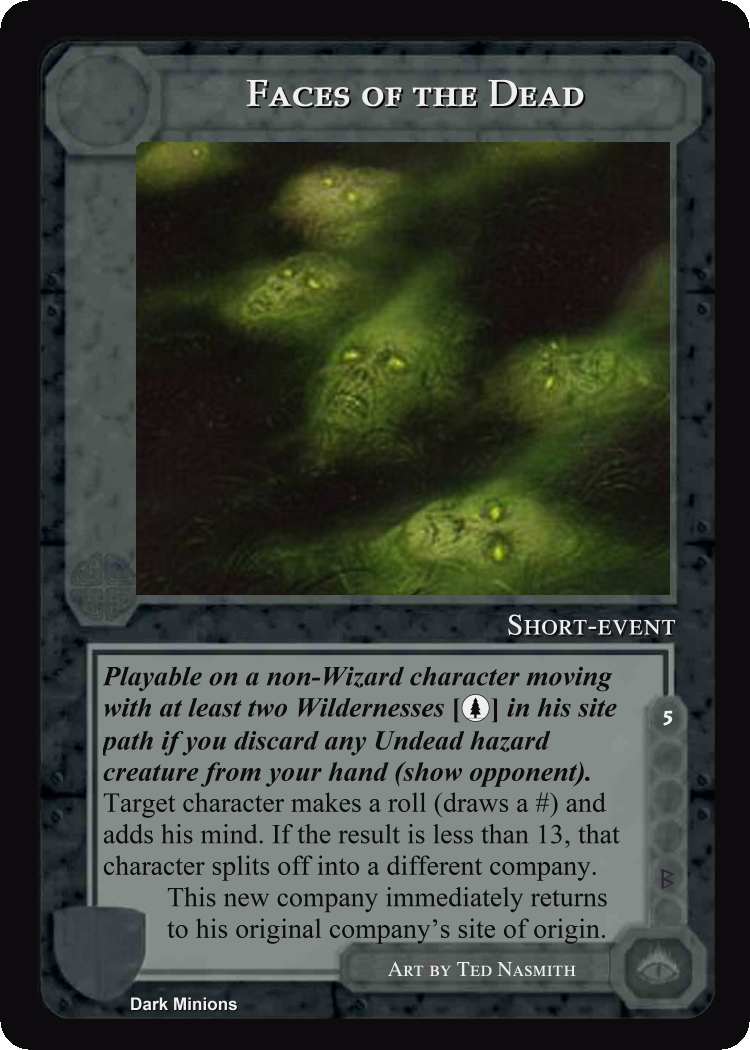 Faces of the Dead
Short-event
Playable on a non-Wizard character moving
with at least two Wildernesses [ ] in his site
path if you discard any Undead hazard
creature from your hand (show opponent).
Target character makes a roll (draws a #) and
adds his mind. If the result is less than 13, that
character splits off into a different company.
This new company immediately returns
to his original company’s site of origin.
5
B
Art by Ted Nasmith
Dark Minions